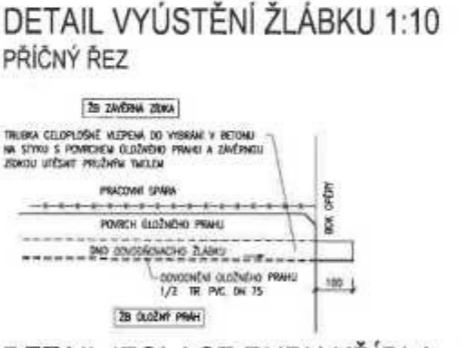 DETAIL VYÚSTĚNÍ ŽLÁBKU 1:10
PŘÍČNÝ ŘEZ
ŽB ZÁVĚRNÁ ZÍDKA
TRUBKA CELOPLOŠNĚ VLEPENÁ DO VYBRÁNÍ V BETONU
NA STYKU S POVRCHEM ÚLOŽNÉHO PRAHU A ZÁVĚRNOU
ZÍDKOU UTĚSNIT PRUŽNÝM TMELEM
PRACOVNÍ SPÁRA
BOK OPĚRY
POVRCH ÚLOŽNÉHO PRAHU
DNO ODVODŇOVACÍHO ŽLÁBKU
ODVODNĚNÍ ÚLOŽNÉHO PRAHU
1/2 TR PVC DN 75
100
ŽB ÚLOŽNÝ PRÁH